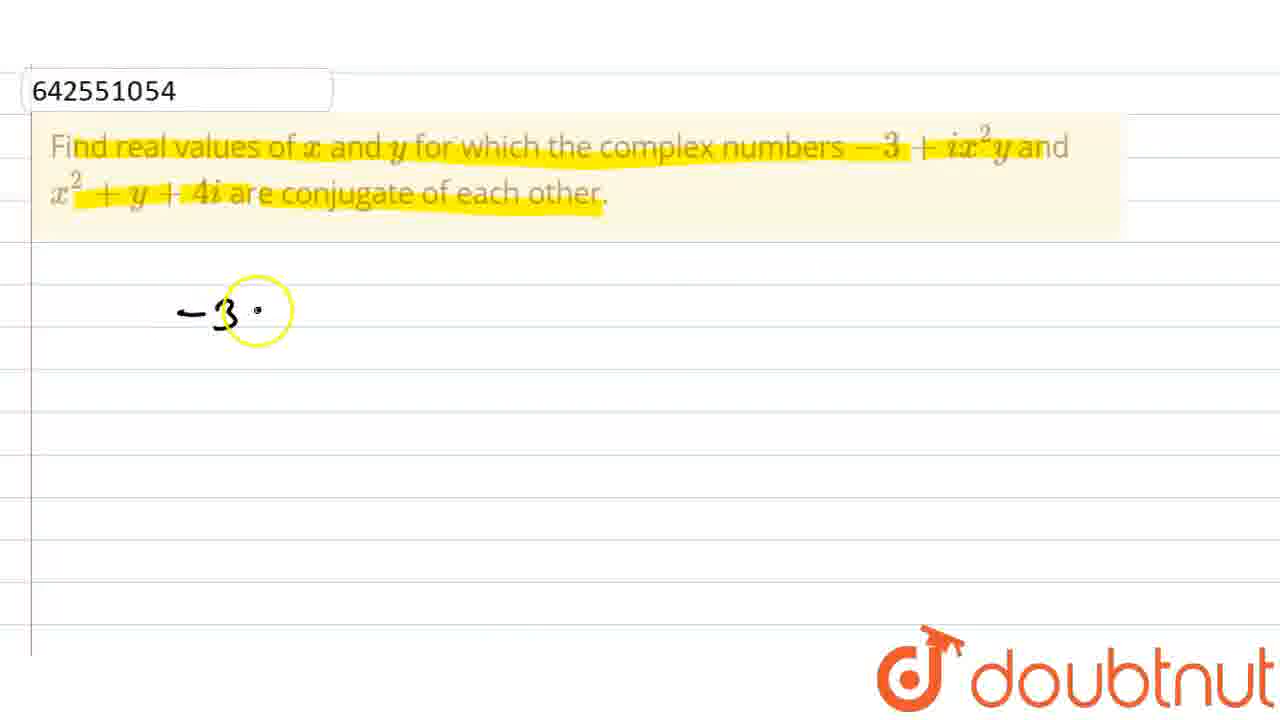 642551054
Find real values of x and y for which the complex numbers −3 + ix²y and
x² + y + 4i are conjugate of each other.
-3
doubtnut